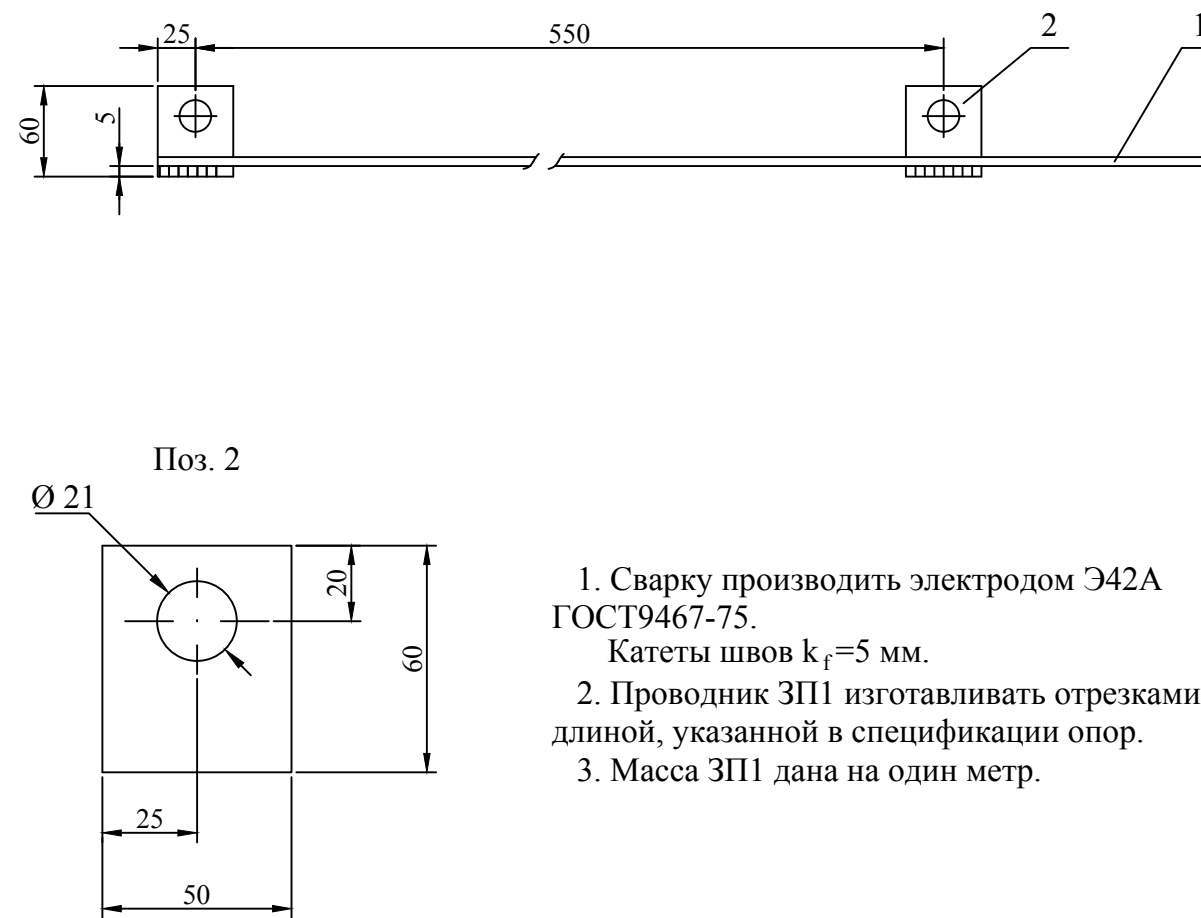 25
550
2
1
60
5
Поз. 2
Ø 21
20
60
25
50
1. Сварку производить электродом Э42А
ГОСТ9467-75.
Катеты швов k f =5 мм.
2. Проводник ЗП1 изготавливать отрезками
длиной, указанной в спецификации опор.
3. Масса ЗП1 дана на один метр.